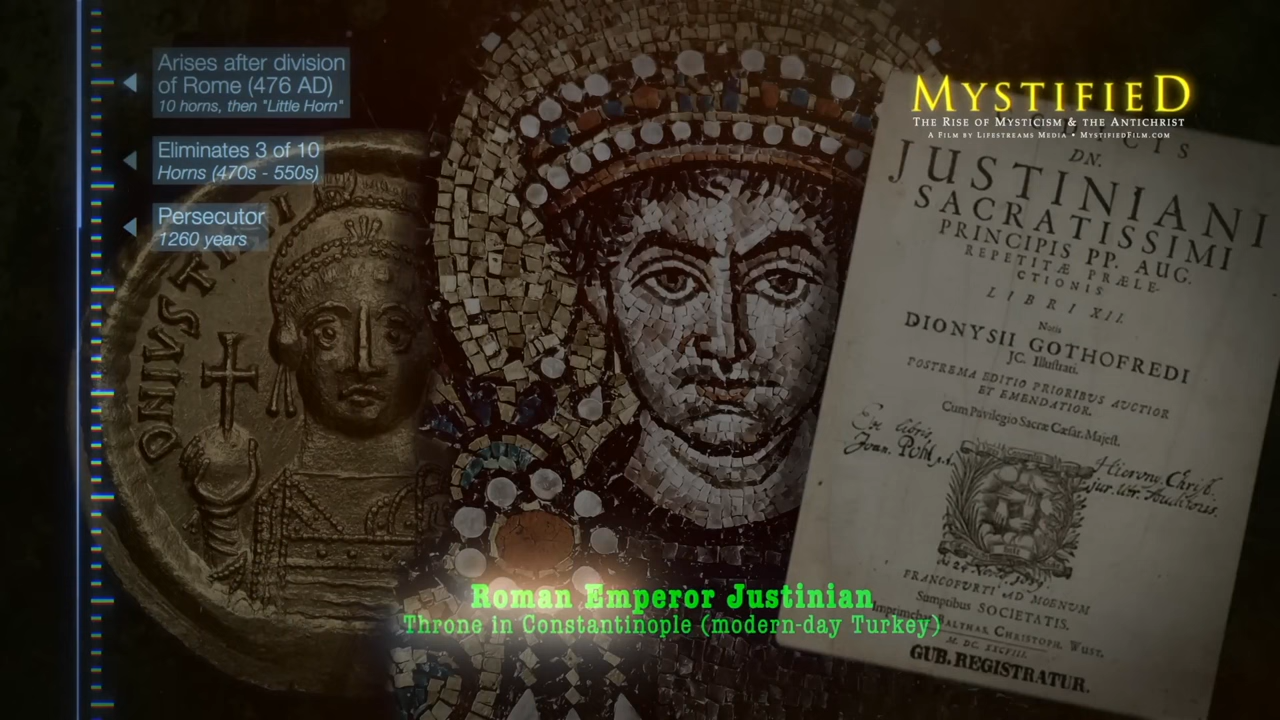 Arises after division
of Rome (476 AD)
10 horns, then "Little Horn"
Eliminates 3 of 10
Horns (470s - 550s)
Persecutor
1260 years
MYSTIFIED
THE RISE OF MYSTICISM & THE ANTICHRIST
A FILM BY LIFESTREAMS MEDIA • MYSTIFIEDFILM.COM
DN.
JUSTINIANI
SACRATISSIMI
PRINCIPIS PP. AUG.
REPETITÆ PRÆLE-
CTIONIS
LIBRI XII.
Notis
DIONYSII GOTHOFREDI
JC. Illustrati.
POSTREMA EDITIO PRIORIBUS AUCTIOR
ET EMENDATIOR.
Cum Privilegio Sacræ Cæsar. Majest.
Ex libris,
FRANCOFURTI AD MOENUM
Sumptibus SOCIETATIS.
CHRISTOPH. WUST,
GUB. REGISTRATUR.
Roman Emperor Justinian
Throne in Constantinople (modern-day Turkey)